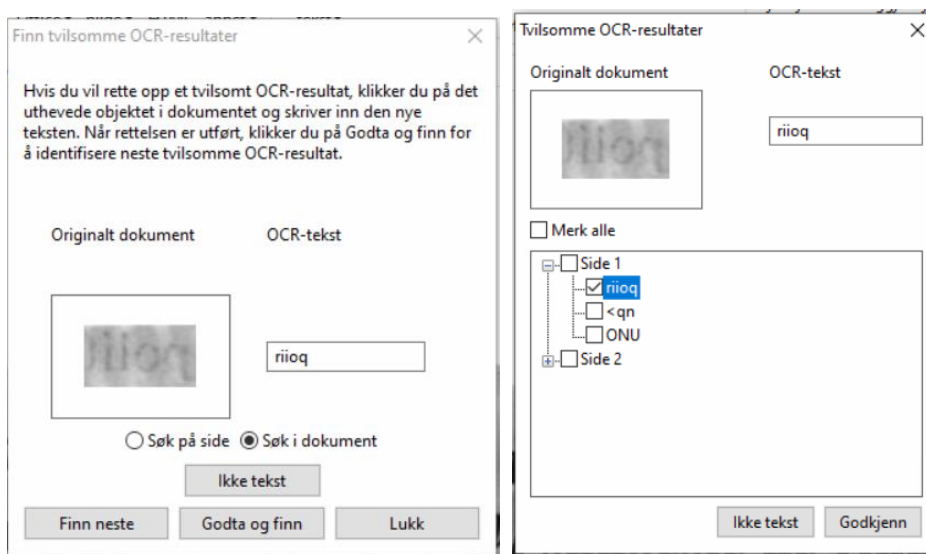 Finn tvilsomme OCR-resultater
Hvis du vil rette opp et tvilsomt OCR-resultat, klikker du på det
uthevede objektet i dokumentet og skriver inn den nye
teksten. Når rettelsen er utført, klikker du på Godta og finn for
å identifisere neste tvilsomme OCR-resultat.
Originalt dokument
OCR-tekst
riioq
Søk på side
Søk i dokument
Ikke tekst
Finn neste
Godta og finn
Lukk
Tvilsomme OCR-resultater
Originalt dokument
OCR-tekst
riioq
Merk alle
Side 1
riioq
<qn
ONU
Side 2
Ikke tekst
Godkjenn